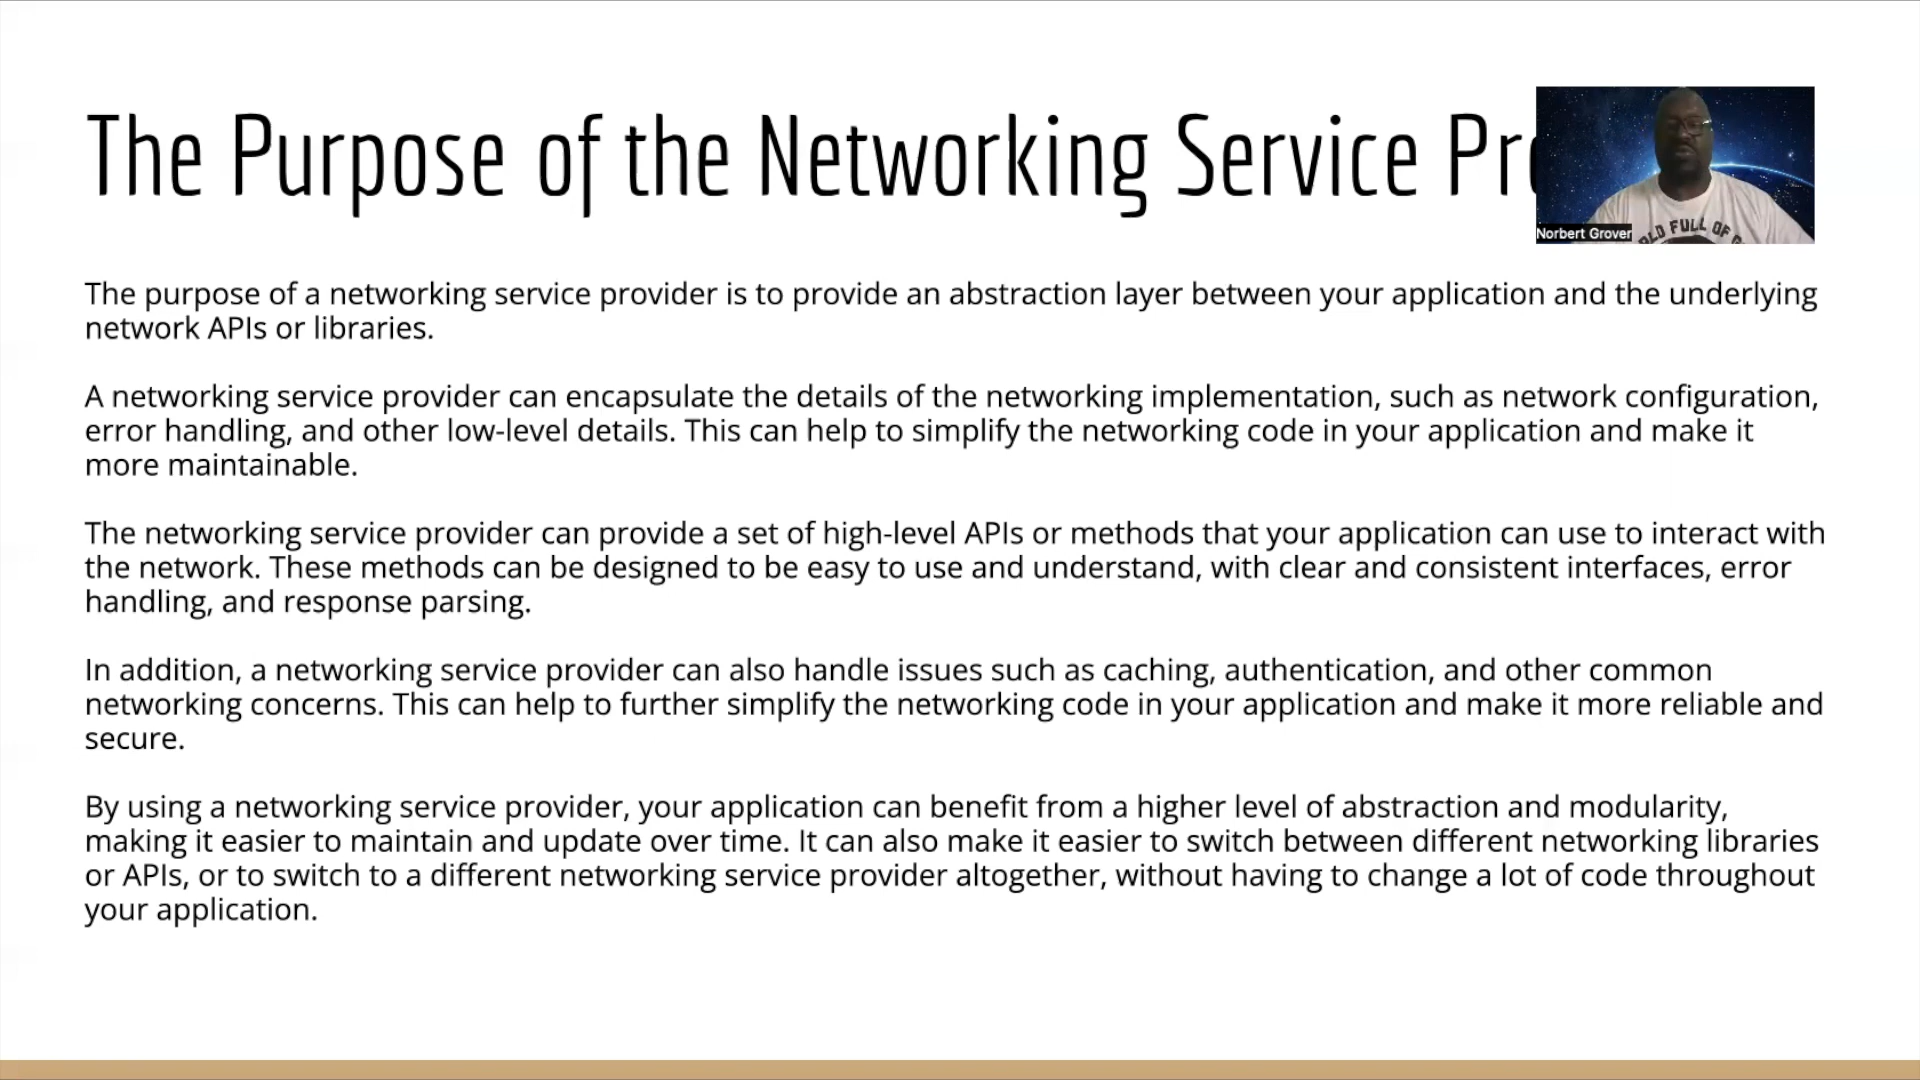 The Purpose of the Networking Service
Norbert Grover
FULL OF
The purpose of a networking service provider is to provide an abstraction layer between your application and the underlying
network APIs or libraries.
A networking service provider can encapsulate the details of the networking implementation, such as network configuration,
error handling, and other low-level details. This can help to simplify the networking code in your application and make it
more maintainable.
The networking service provider can provide a set of high-level APIs or methods that your application can use to interact with
the network. These methods can be designed to be easy to use and understand, with clear and consistent interfaces, error
handling, and response parsing.
In addition, a networking service provider can also handle issues such as caching, authentication, and other common
networking concerns. This can help to further simplify the networking code in your application and make it more reliable and
secure.
By using a networking service provider, your application can benefit from a higher level of abstraction and modularity,
making it easier to maintain and update over time. It can also make it easier to switch between different networking libraries
or APIs, or to switch to a different networking service provider altogether, without having to change a lot of code throughout
your application.